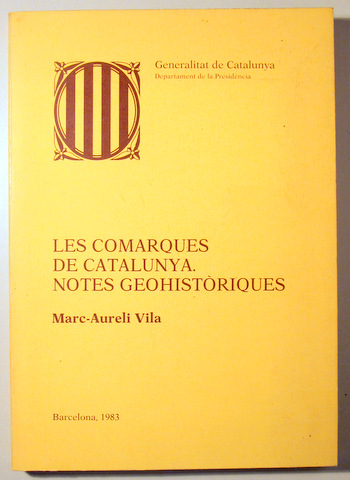 Generalitat de Catalunya
Departament de la Presidència
LES COMARQUES
DE CATALUNYA.
NOTES GEOHISTÒRIQUES
Marc-Aureli Vila
Barcelona, 1983